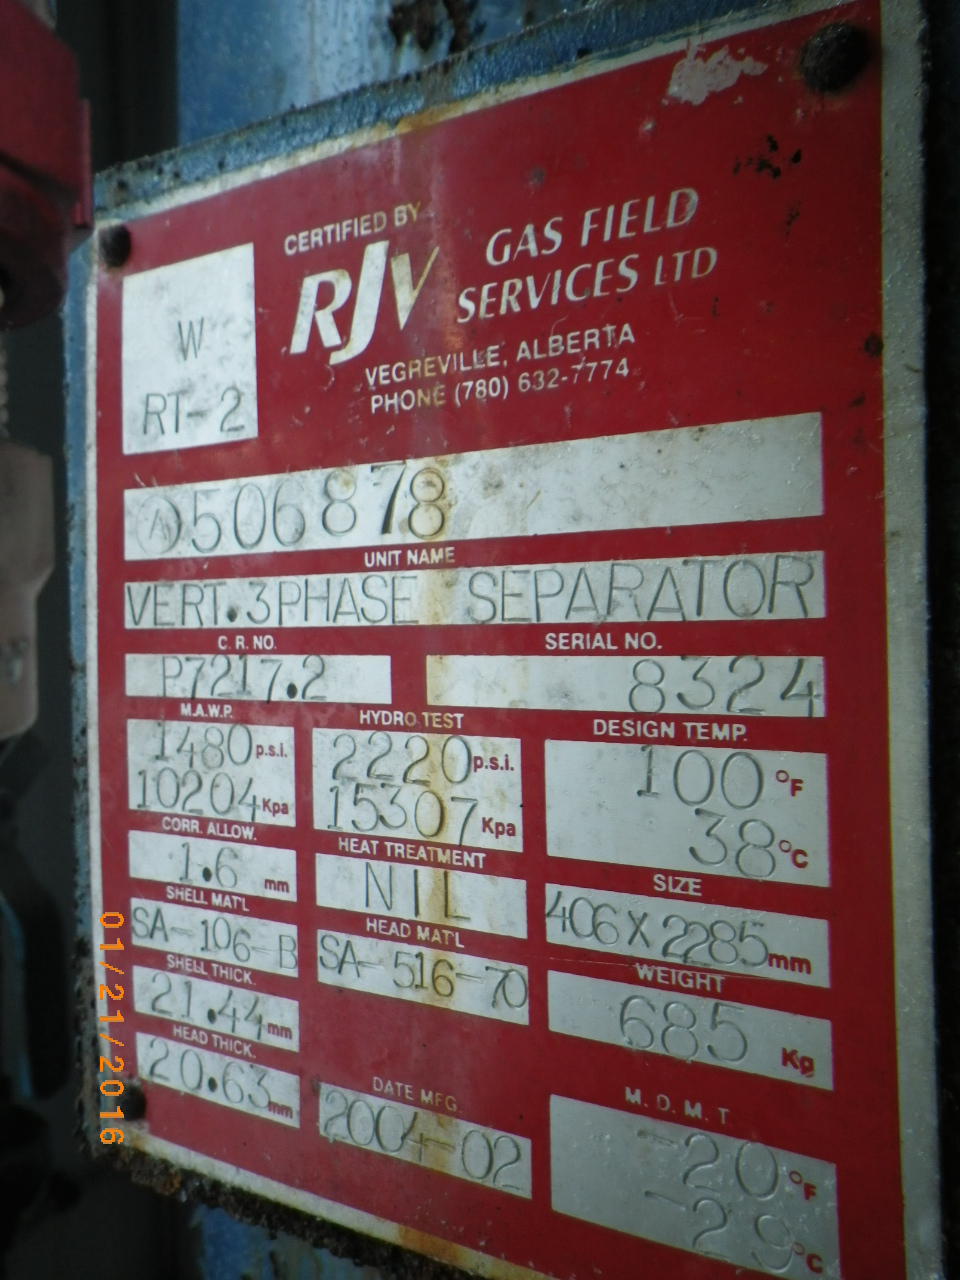 CERTIFIED BY
RJV GAS FIELD SERVICES LTD
VEGREVILLE, ALBERTA
PHONE (780) 632-7774
W
RT-2
A 506878
UNIT NAME
VERT. 3PHASE SEPARATOR
C.R. NO. SERIAL NO.
P7217.2 8324
M.A.W.P. HYDRO TEST DESIGN TEMP.
1480 p.s.i. 2220 p.s.i. 100 °F
10204 Kpa 15307 Kpa 38 °C
CORR. ALLOW. HEAT TREATMENT SIZE
1.6 mm NIL 406 X 2285 mm
SHELL MAT'L HEAD MAT'L WEIGHT
SA-106-B SA-516-70 685 Kg
SHELL THICK.
21.44 mm
HEAD THICK. DATE MFG. M.D.M.T.
20.63 mm 2004-02 -20 °F
-29 °C
01/21/2016